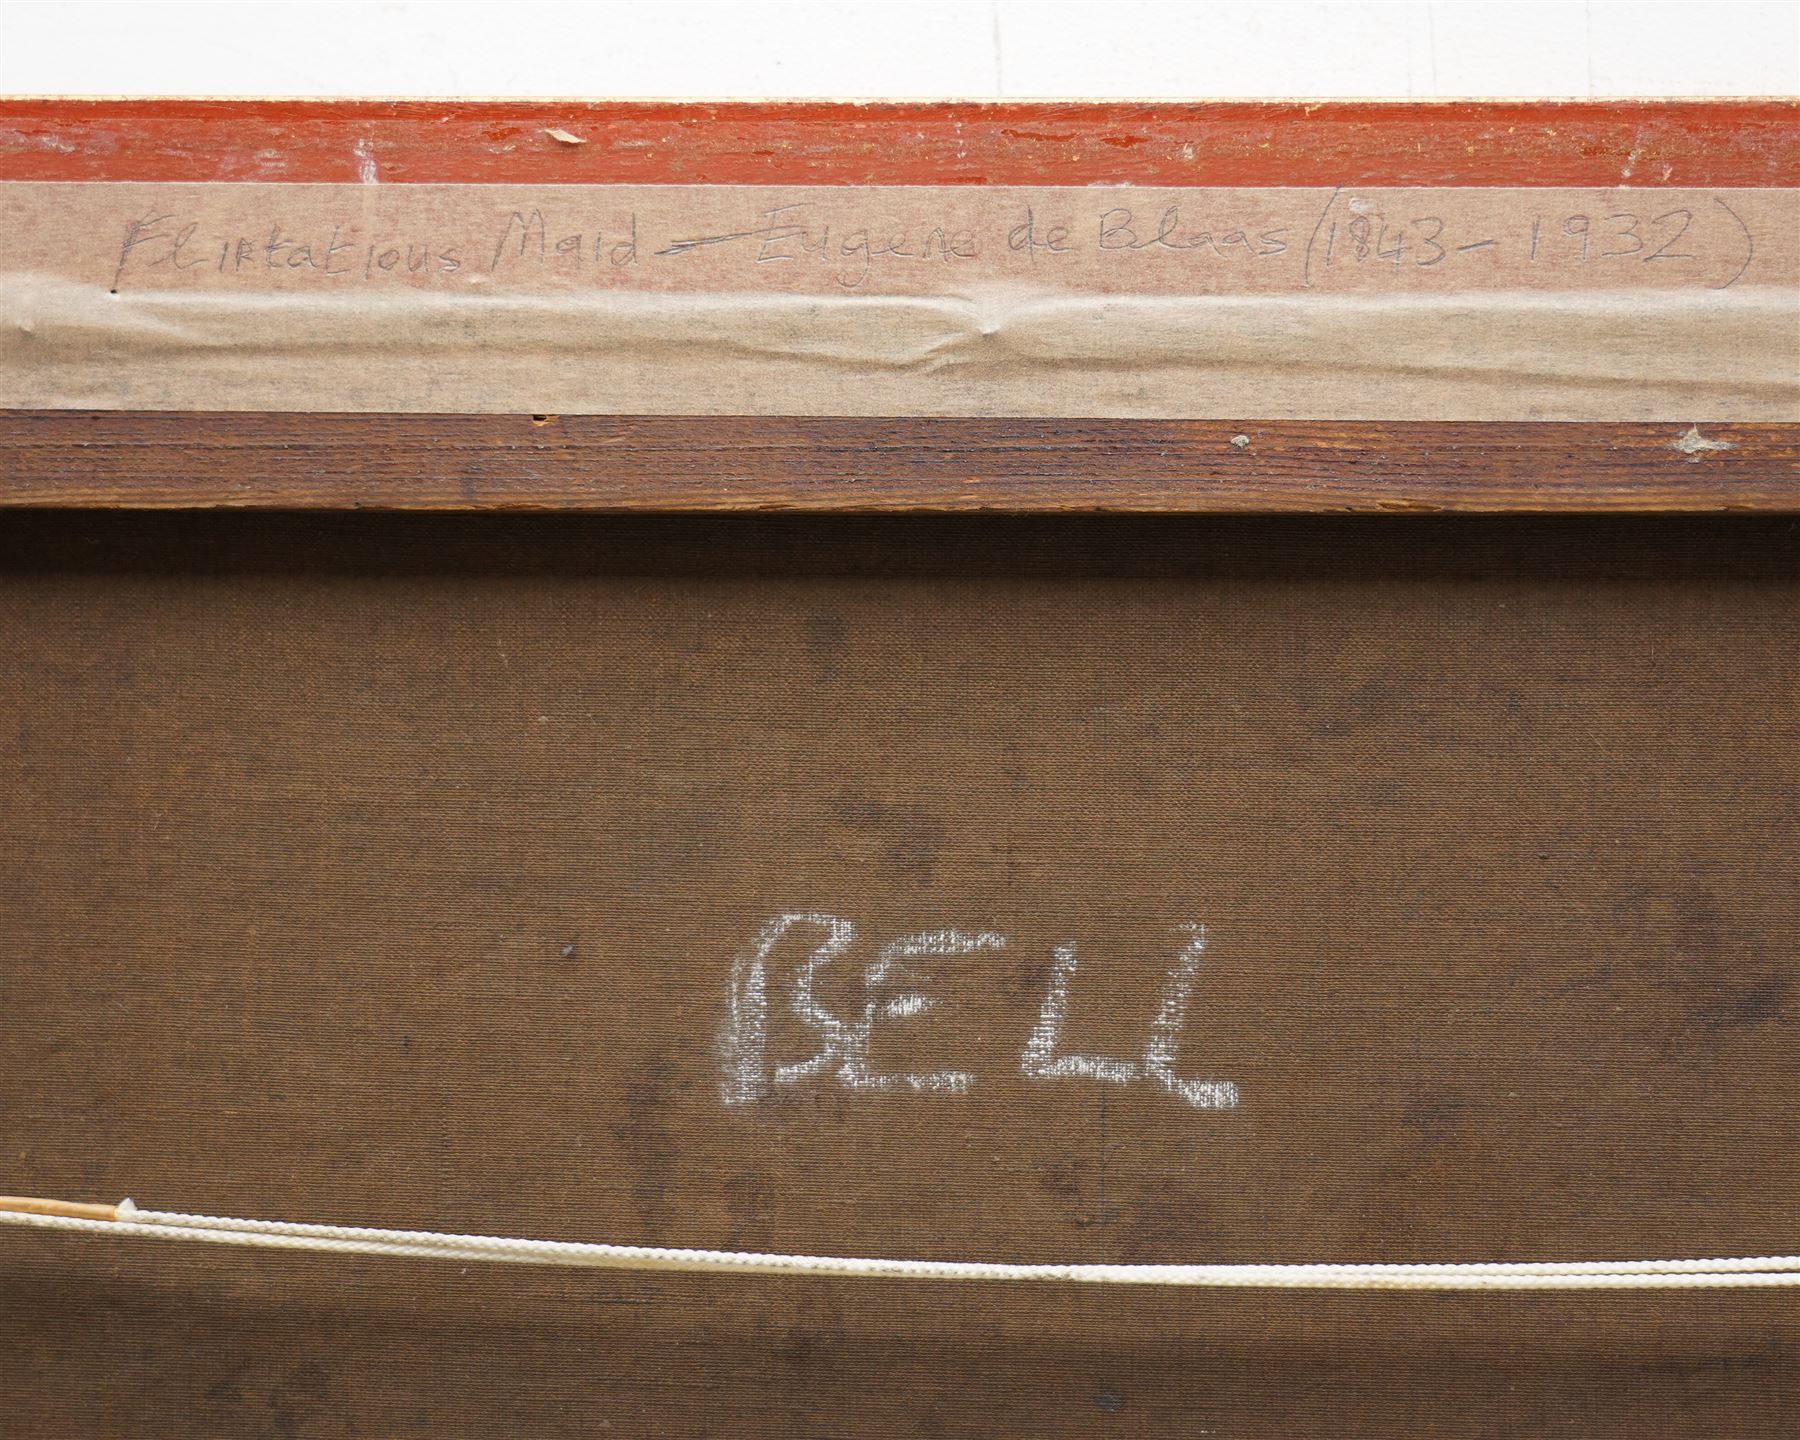 Flirtatious Maid - Eugene de Blaas (1843 - 1932)
BELL